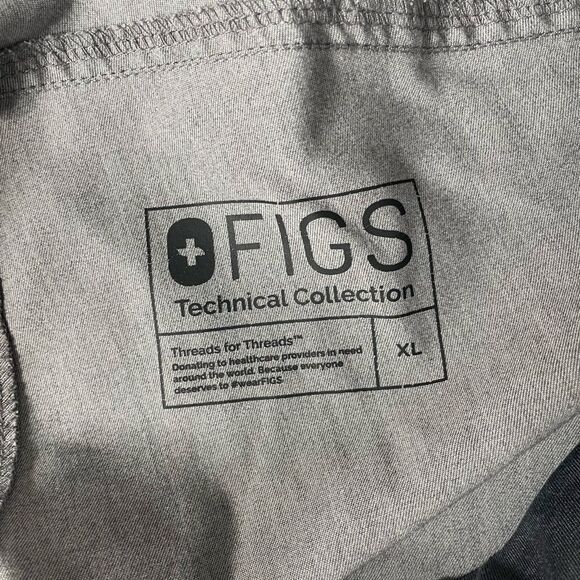 FIGS
Technical Collection
Threads for Threads™
Donating to healthcare providers in need
around the world. Because everyone
deserves to #wearFIGS.
XL